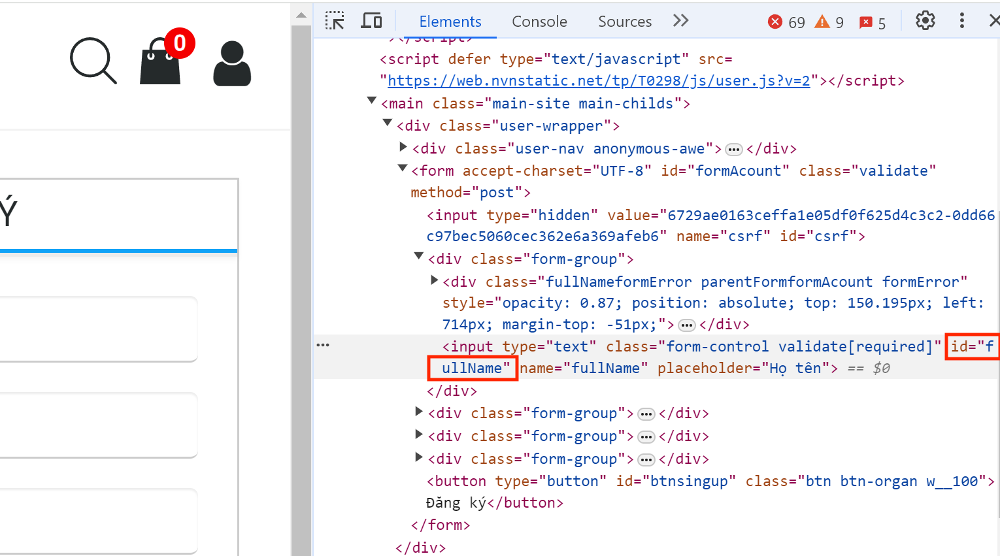 0
Ý
Elements Console Sources 69 9 5
></script>
<script defer type="text/javascript" src=
"https://web.nvnstatic.net/tp/T0298/js/user.js?v=2"></script>
<main class="main-site main-childs">
<div class="user-wrapper">
<div class="user-nav anonymous-awe">…</div>
<form accept-charset="UTF-8" id="formAcount" class="validate"
method="post">
<input type="hidden" value="6729ae0163ceffa1e05df0f625d4c3c2-0dd66
c97bec5060cec362e6a369afeb6" name="csrf" id="csrf">
<div class="form-group">
<div class="fullNameformError parentFormformAcount formError"
style="opacity: 0.87; position: absolute; top: 150.195px; left:
714px; margin-top: -51px;">…</div>
<input type="text" class="form-control validate[required]" id="f
ullName" name="fullName" placeholder="Họ tên"> == $0
</div>
<div class="form-group">…</div>
<div class="form-group">…</div>
<div class="form-group">…</div>
<button type="button" id="btnsingup" class="btn btn-organ w__100">
Đăng ký</button>
</form>
</div>